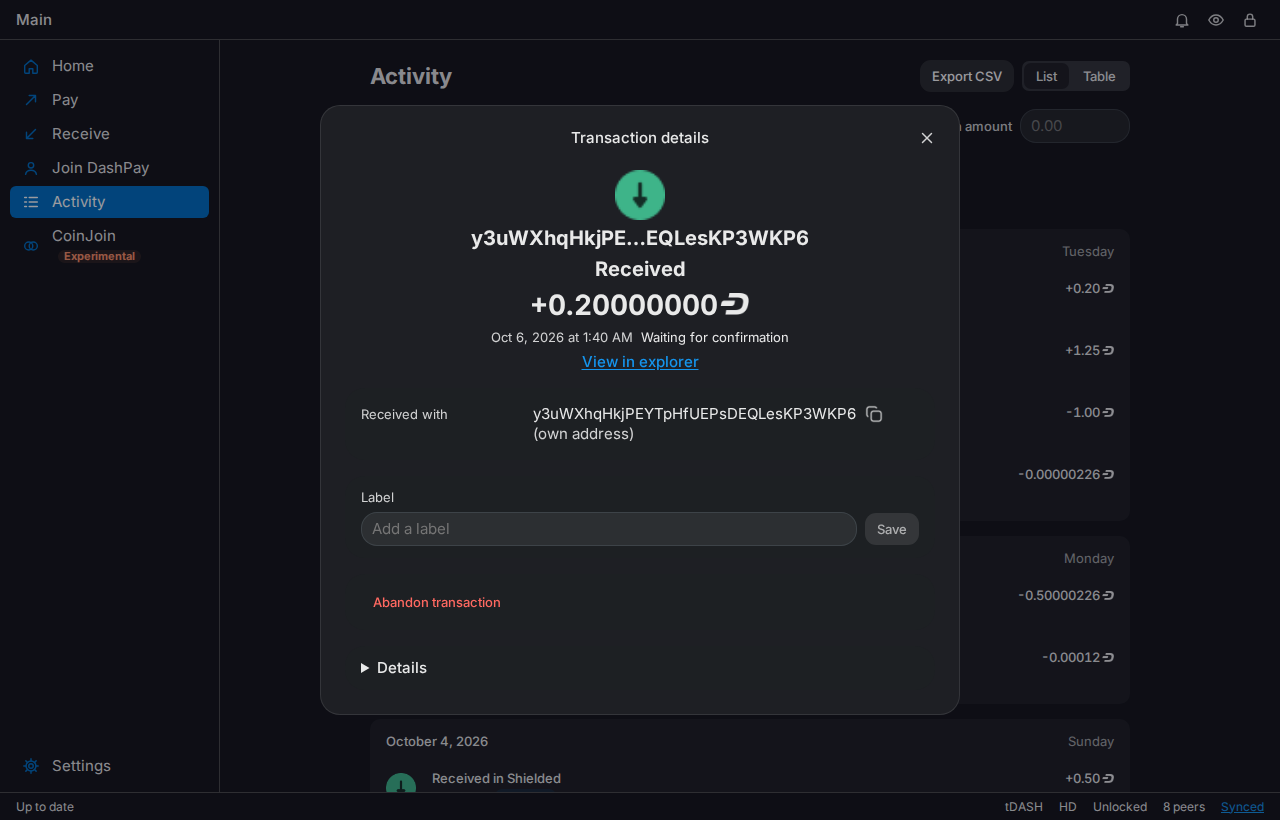 Main
Home
Pay
Receive
Join DashPay
Activity
CoinJoin
Experimental
Settings
Activity
Export CSV
List
Table
amount
0.00
Transaction details
y3uWXhqHkjPE...EQLesKP3WKP6
Received
+0.20000000
Oct 6, 2026 at 1:40 AM Waiting for confirmation
View in explorer
Received with
y3uWXhqHkjPEYTpHfUEPsDEQLesKP3WKP6
(own address)
Label
Add a label
Save
Abandon transaction
Details
Tuesday
+0.20
+1.25
-1.00
-0.00000226
Monday
-0.50000226
-0.00012
October 4, 2026
Sunday
Received in Shielded
+0.50
Up to date
tDASH
HD
Unlocked
8 peers
Synced